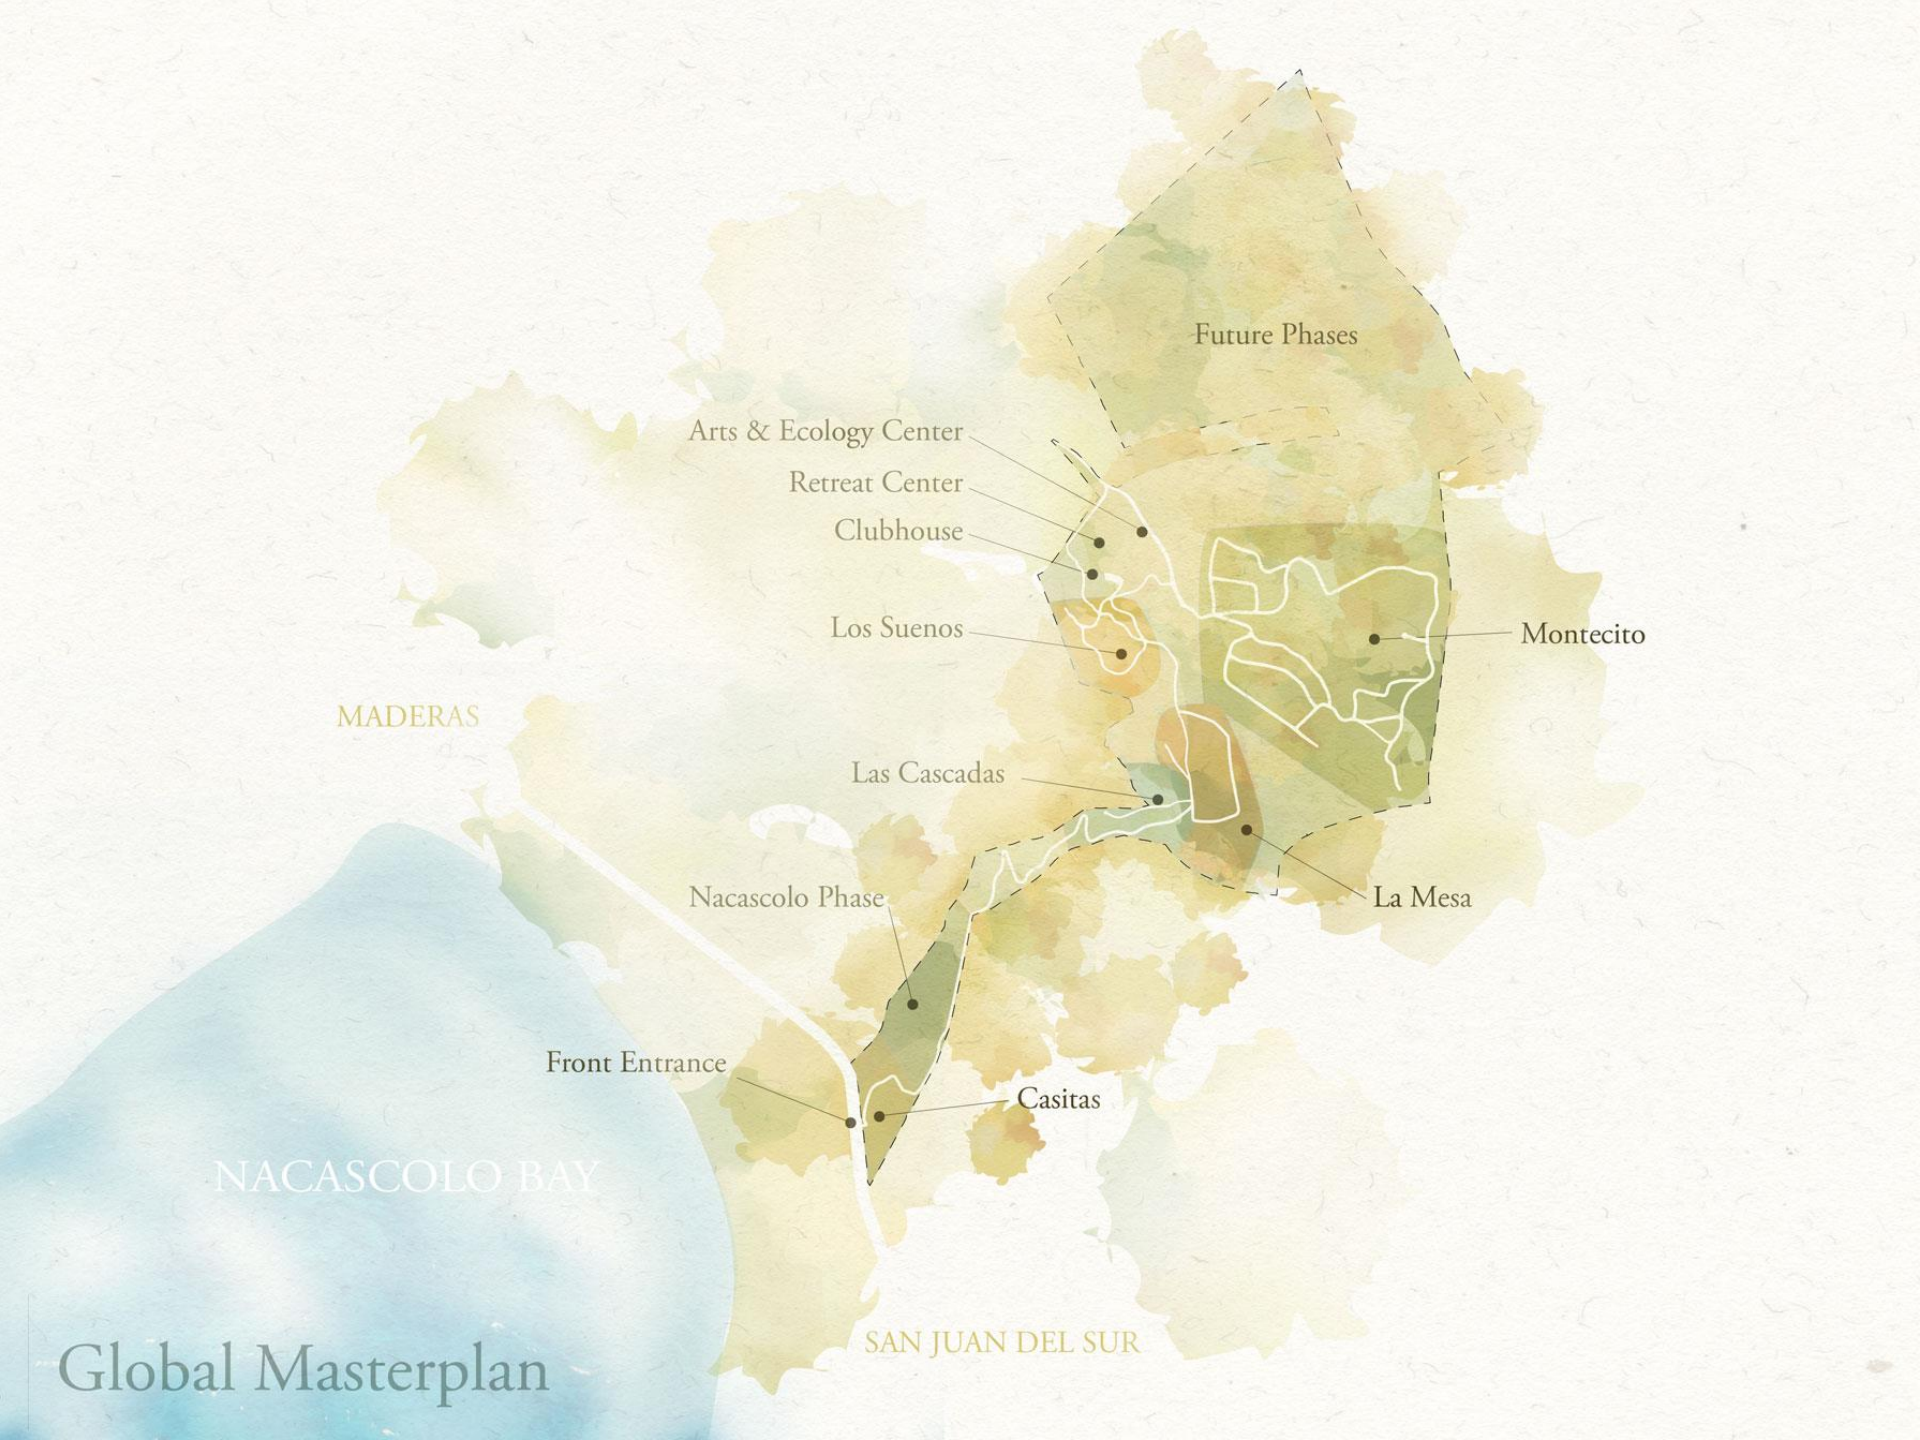 Future Phases
Arts & Ecology Center
Retreat Center
Clubhouse
Los Suenos
Montecito
MADERAS
Las Cascadas
Nacascolo Phase
La Mesa
Front Entrance
Casitas
NACASCOLO BAY
SAN JUAN DEL SUR
Global Masterplan